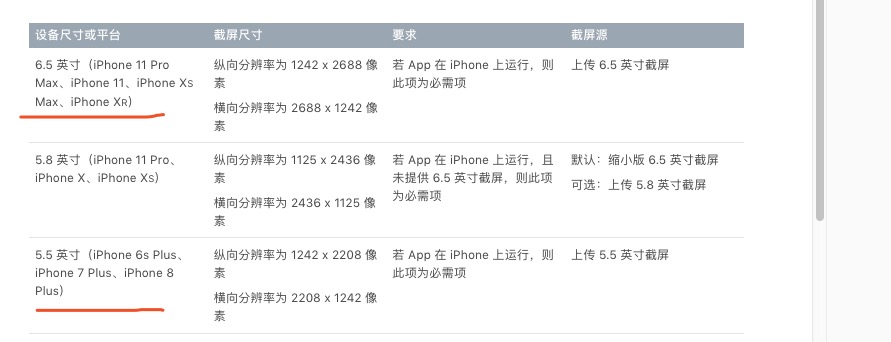 设备尺寸或平台 截屏尺寸 要求 截屏源
6.5 英寸（iPhone 11 Pro
Max、iPhone 11、iPhone Xs
Max、iPhone XR）
纵向分辨率为 1242 x 2688 像
素
横向分辨率为 2688 x 1242 像
素
若 App 在 iPhone 上运行，则
此项为必需项
上传 6.5 英寸截屏
5.8 英寸（iPhone 11 Pro、
iPhone X、iPhone Xs）
纵向分辨率为 1125 x 2436 像
素
横向分辨率为 2436 x 1125 像
素
若 App 在 iPhone 上运行，且
未提供 6.5 英寸截屏，则此项
为必需项
默认：缩小版 6.5 英寸截屏
可选：上传 5.8 英寸截屏
5.5 英寸（iPhone 6s Plus、
iPhone 7 Plus、iPhone 8
Plus）
纵向分辨率为 1242 x 2208 像
素
横向分辨率为 2208 x 1242 像
素
若 App 在 iPhone 上运行，则
此项为必需项
上传 5.5 英寸截屏